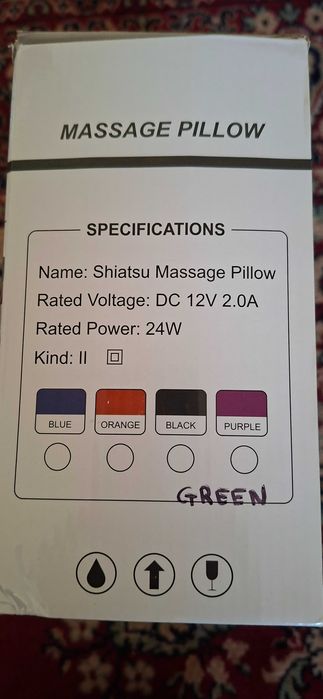 MASSAGE PILLOW
SPECIFICATIONS
Name: Shiatsu Massage Pillow
Rated Voltage: DC 12V 2.0A
Rated Power: 24W
Kind: II
BLUE ORANGE BLACK PURPLE
GREEN